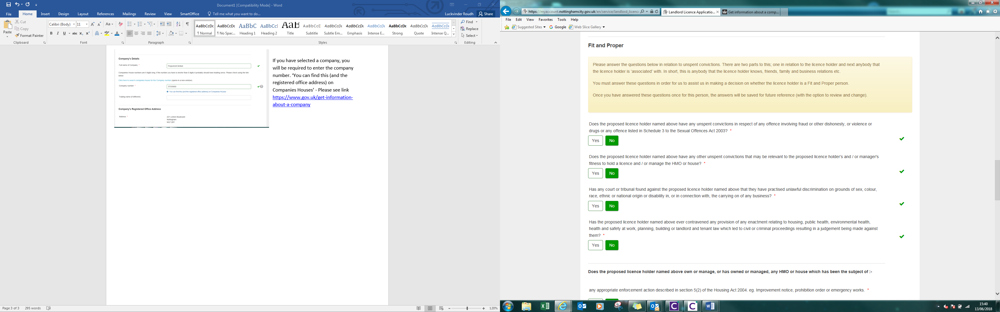 Document1 [Compatibility Mode] - Word
File Home Insert Design Layout References Mailings Review View SmartOffice Tell me what you want to do...
Luckvinder Roudh Share
Paste
Cut
Copy
Format Painter
Clipboard
Calibri (Body) 11
Font
Paragraph
AaBbCcDc AaBbCcDc AaBbC AaBbCcI AaB AaBbCcD AaBbCcDc AaBbCcDc AaBbCcDc AaBbCcDc AaBbCcDc AaBbCcDc
¶ Normal ¶ No Spac... Heading 1 Heading 2 Title Subtitle Subtle Em... Emphasis Intense E... Strong Quote Intense Q...
Styles
Find
Replace
Select
Editing
Company's Details
Full name of Company *
Propulsrent limited
Companies House numbers are 8 digits long, if the number you have is shorter than 8 digits it probably should have leading zeros. Please check using the link
below
Click here to search companies house for the Company number (opens in a new window)
Company number *
37103660
You can find this (and the registered office address) on Companies Houses
Trading name (if different)
Company's Registered Office Address
Address *
221 Lenton Boulevard
Nottingham
NG7 2BY
If you have selected a company, you
will be required to enter the company
number. ‘You can find this (and the
registered office address) on
Companies Houses’ - Please see link
https://www.gov.uk/get-information-
about-a-company
Page 3 of 3 295 words
120%
https://myaccount.nottinghamcity.gov.uk/en/service/landlord_licenc
Landlord Licence Applicatio...
Get information about a comp...
File Edit View Favorites Tools Help
Suggested Sites Google Web Slice Gallery
Fit and Proper
Please answer the questions below in relation to unspent convictions. There are two parts to this; one in relation to the licence holder and next anybody that
the licence holder is ‘associated’ with. In short, this is anybody that the licence holder knows, friends, family and business relations etc.
You must answer these questions in order for us to assist us in making a decision on whether the licence holder is a Fit and Proper person.
Once you have answered these questions once for this person, the answers will be saved for future reference (with the option to review and change).
Does the proposed licence holder named above have any unspent convictions in respect of any offence involving fraud or other dishonesty, or violence or
drugs or any offence listed in Schedule 3 to the Sexual Offences Act 2003? *
Yes No
Does the proposed licence holder named above have any other unspent convictions that may be relevant to the proposed licence holder's and / or manager's
fitness to hold a licence and / or manage the HMO or house? *
Yes No
Has any court or tribunal found against the proposed licence holder named above that they have practised unlawful discrimination on grounds of sex, colour,
race, ethnic or national origin or disability in, or in connection with, the carrying on of any business? *
Yes No
Has the proposed licence holder named above ever contravened any provision of any enactment relating to housing, public health, environmental health,
health and safety at work, planning, building or landlord and tenant law which led to civil or criminal proceedings resulting in a judgement being made against
them? *
Yes No
Does the proposed licence holder named above own or manage, or has owned or managed, any HMO or house which has been the subject of :-
any appropriate enforcement action described in section 5(2) of the Housing Act 2004. eg. Improvement notice, prohibition order or emergency works. *
15:40
13/06/2018